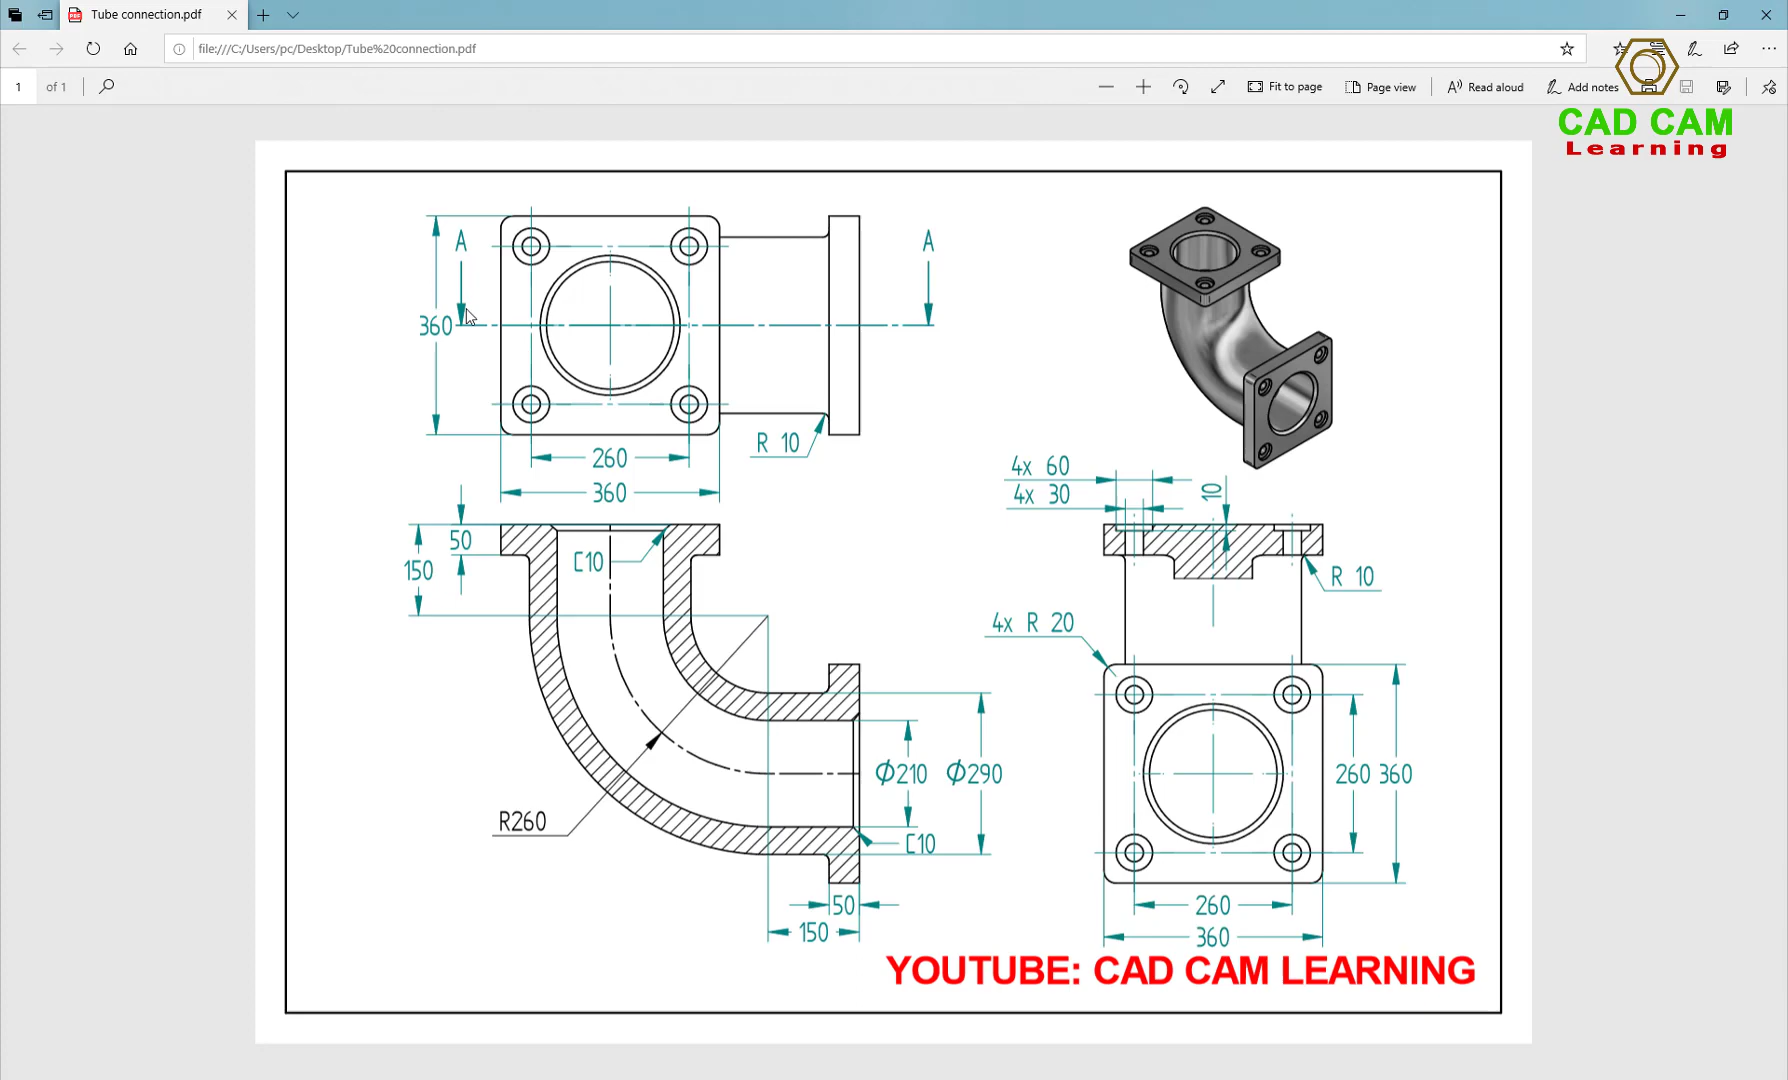 Tube connection.pdf
file:///C:/Users/pc/Desktop/Tube%20connection.pdf
1 of 1
Fit to page
Page view
Read aloud
Add notes
CAD CAM
Learning
A
A
360
R 10
260
360
4x 60
4x 30
10
50
150
C10
R 10
4x R 20
Φ210
Φ290
260
360
R260
C10
50
260
150
360
YOUTUBE: CAD CAM LEARNING